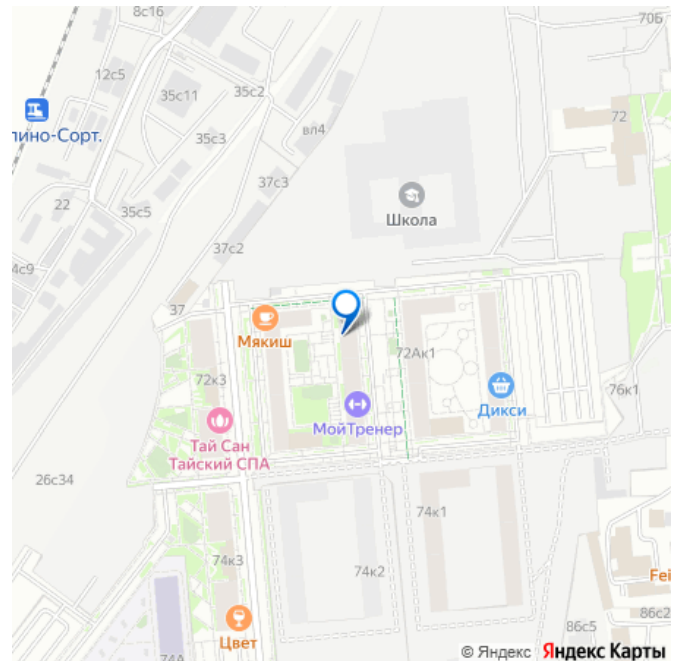 8с16
70Б
12с5
35с11
35с2
лино-Сорт.
35с3
вл4
72
37с3
Школа
22
35с5
37с2
4с9
37
Мякиш
72Ак1
72к3
76к1
Дикси
МойТренер
Тай Сан
Тайский СПА
26с34
74к1
74к3
74к2
Fei
86с2
86с5
Цвет
74А
© Яндекс Яндекс Карты